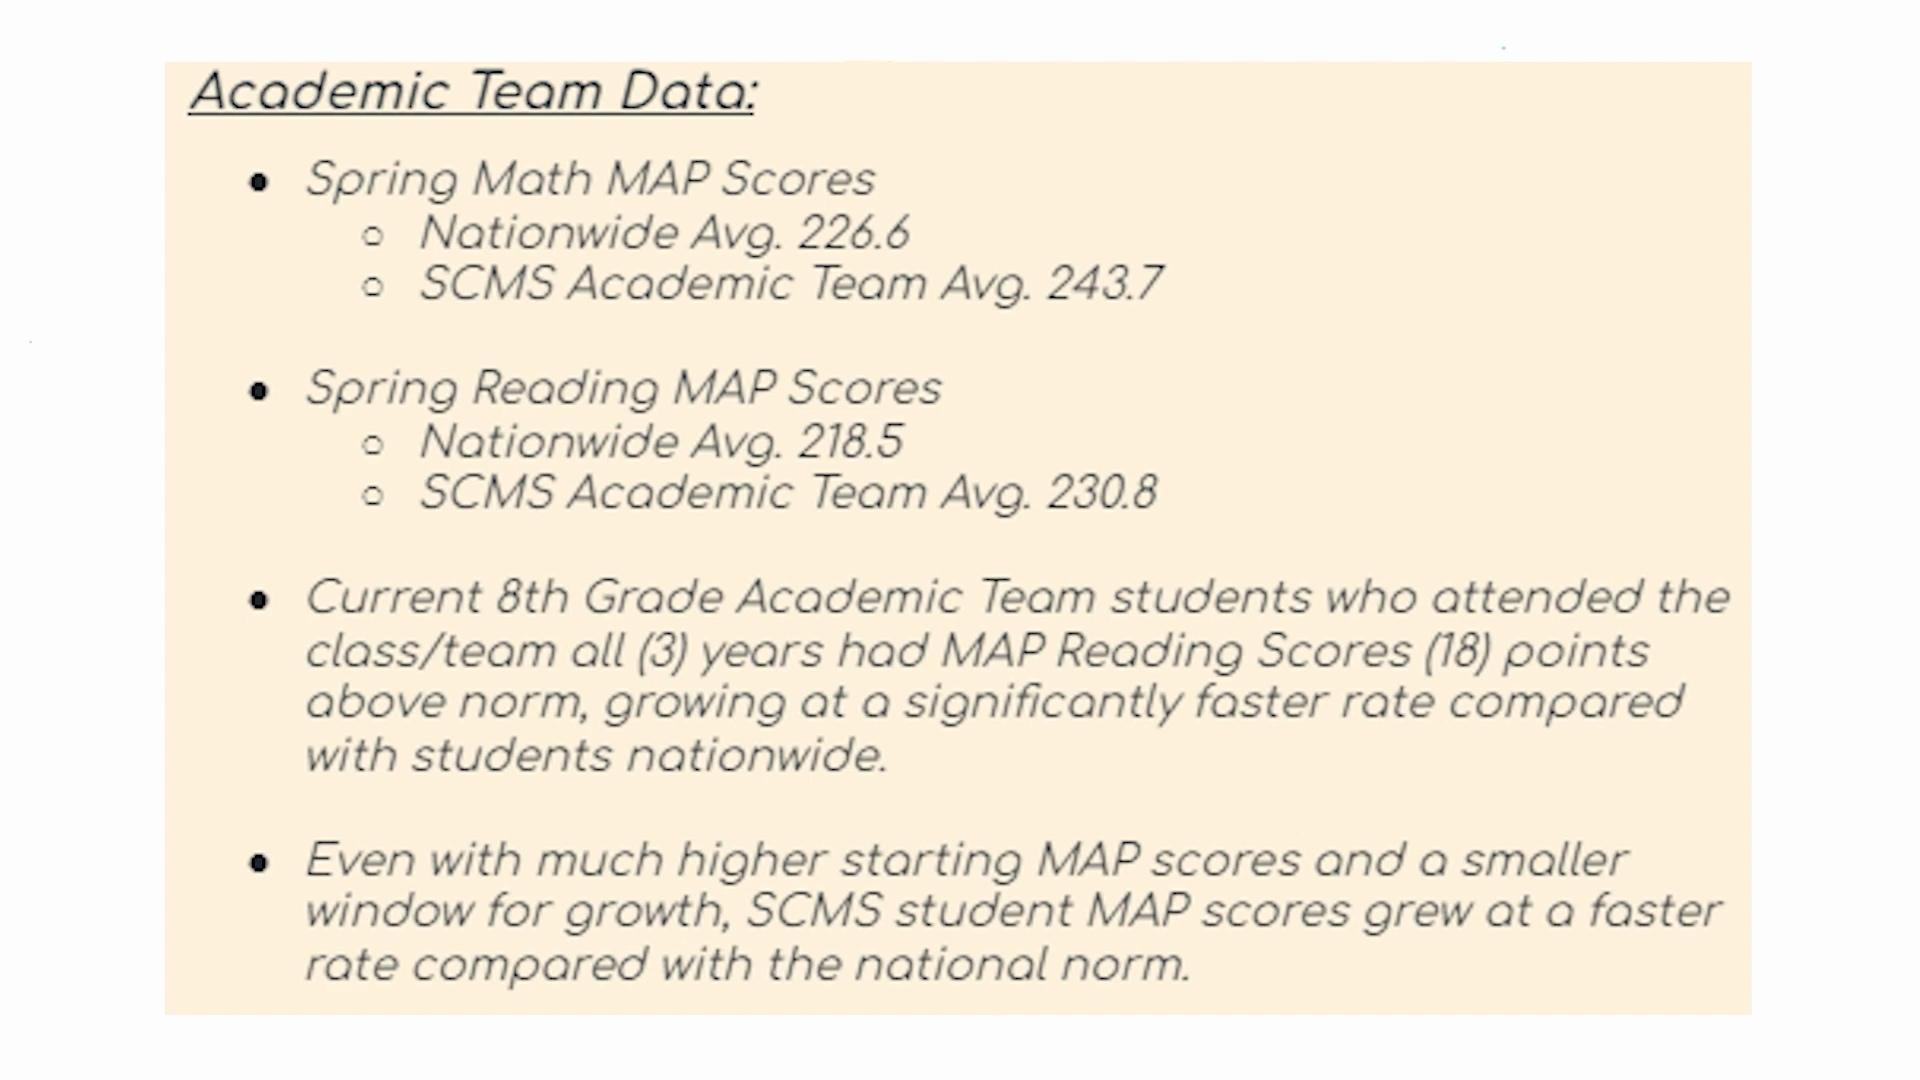 Academic Team Data:
● Spring Math MAP Scores
○ Nationwide Avg. 226.6
○ SCMS Academic Team Avg. 243.7
● Spring Reading MAP Scores
○ Nationwide Avg. 218.5
○ SCMS Academic Team Avg. 230.8
● Current 8th Grade Academic Team students who attended the
class/team all (3) years had MAP Reading Scores (18) points
above norm, growing at a significantly faster rate compared
with students nationwide.
● Even with much higher starting MAP scores and a smaller
window for growth, SCMS student MAP scores grew at a faster
rate compared with the national norm.